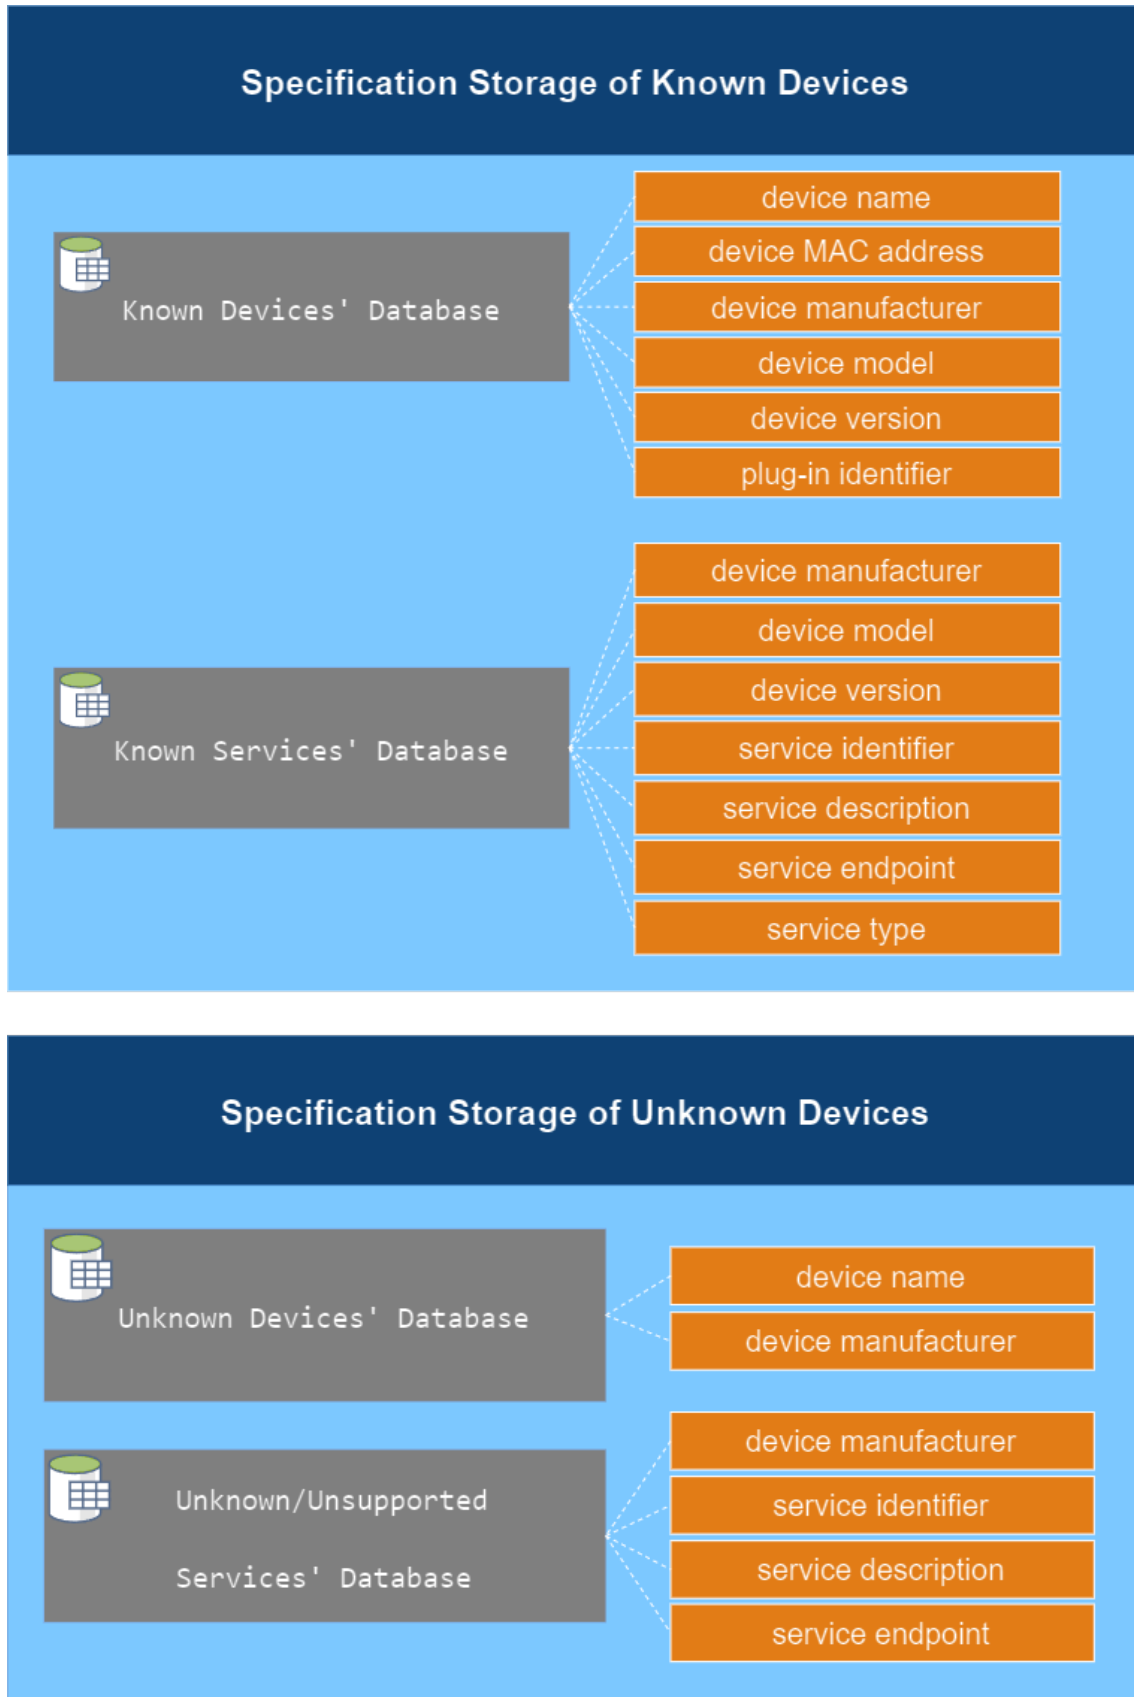 Specification Storage of Known Devices
Known Devices' Database
device name
device MAC address
device manufacturer
device model
device version
plug-in identifier
Known Services' Database
device manufacturer
device model
device version
service identifier
service description
service endpoint
service type
Specification Storage of Unknown Devices
Unknown Devices' Database
device name
device manufacturer
Unknown/Unsupported
Services' Database
device manufacturer
service identifier
service description
service endpoint